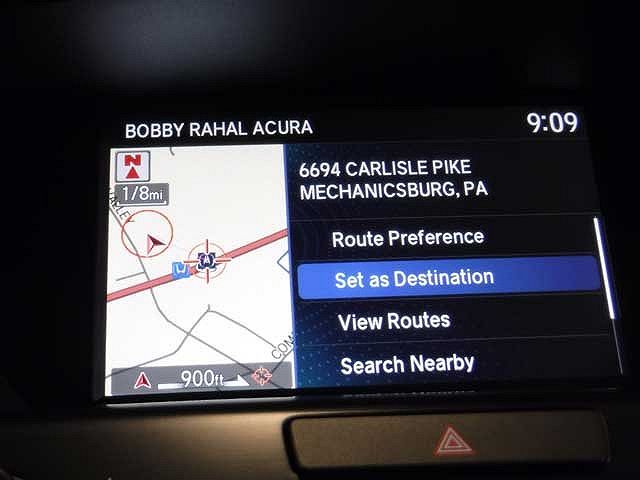 BOBBY RAHAL ACURA
9:09
N
1/8mi
6694 CARLISLE PIKE
MECHANICSBURG, PA
Route Preference
Set as Destination
View Routes
Search Nearby
900ft